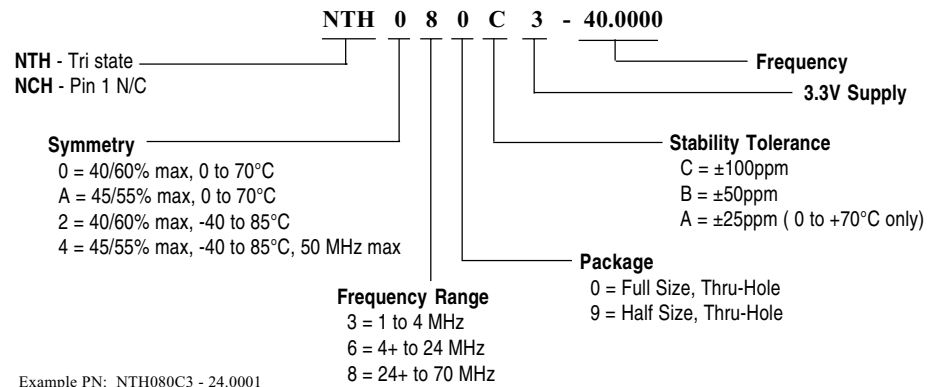 NTH 0 8 0 C 3 - 40.0000
NTH - Tri state
NCH - Pin 1 N/C
Frequency
3.3V Supply
Symmetry
0 = 40/60% max, 0 to 70°C
A = 45/55% max, 0 to 70°C
2 = 40/60% max, -40 to 85°C
4 = 45/55% max, -40 to 85°C, 50 MHz max
Stability Tolerance
C = ±100ppm
B = ±50ppm
A = ±25ppm ( 0 to +70°C only)
Package
0 = Full Size, Thru-Hole
9 = Half Size, Thru-Hole
Frequency Range
3 = 1 to 4 MHz
6 = 4+ to 24 MHz
8 = 24+ to 70 MHz
Example PN: NTH080C3 - 24.0001